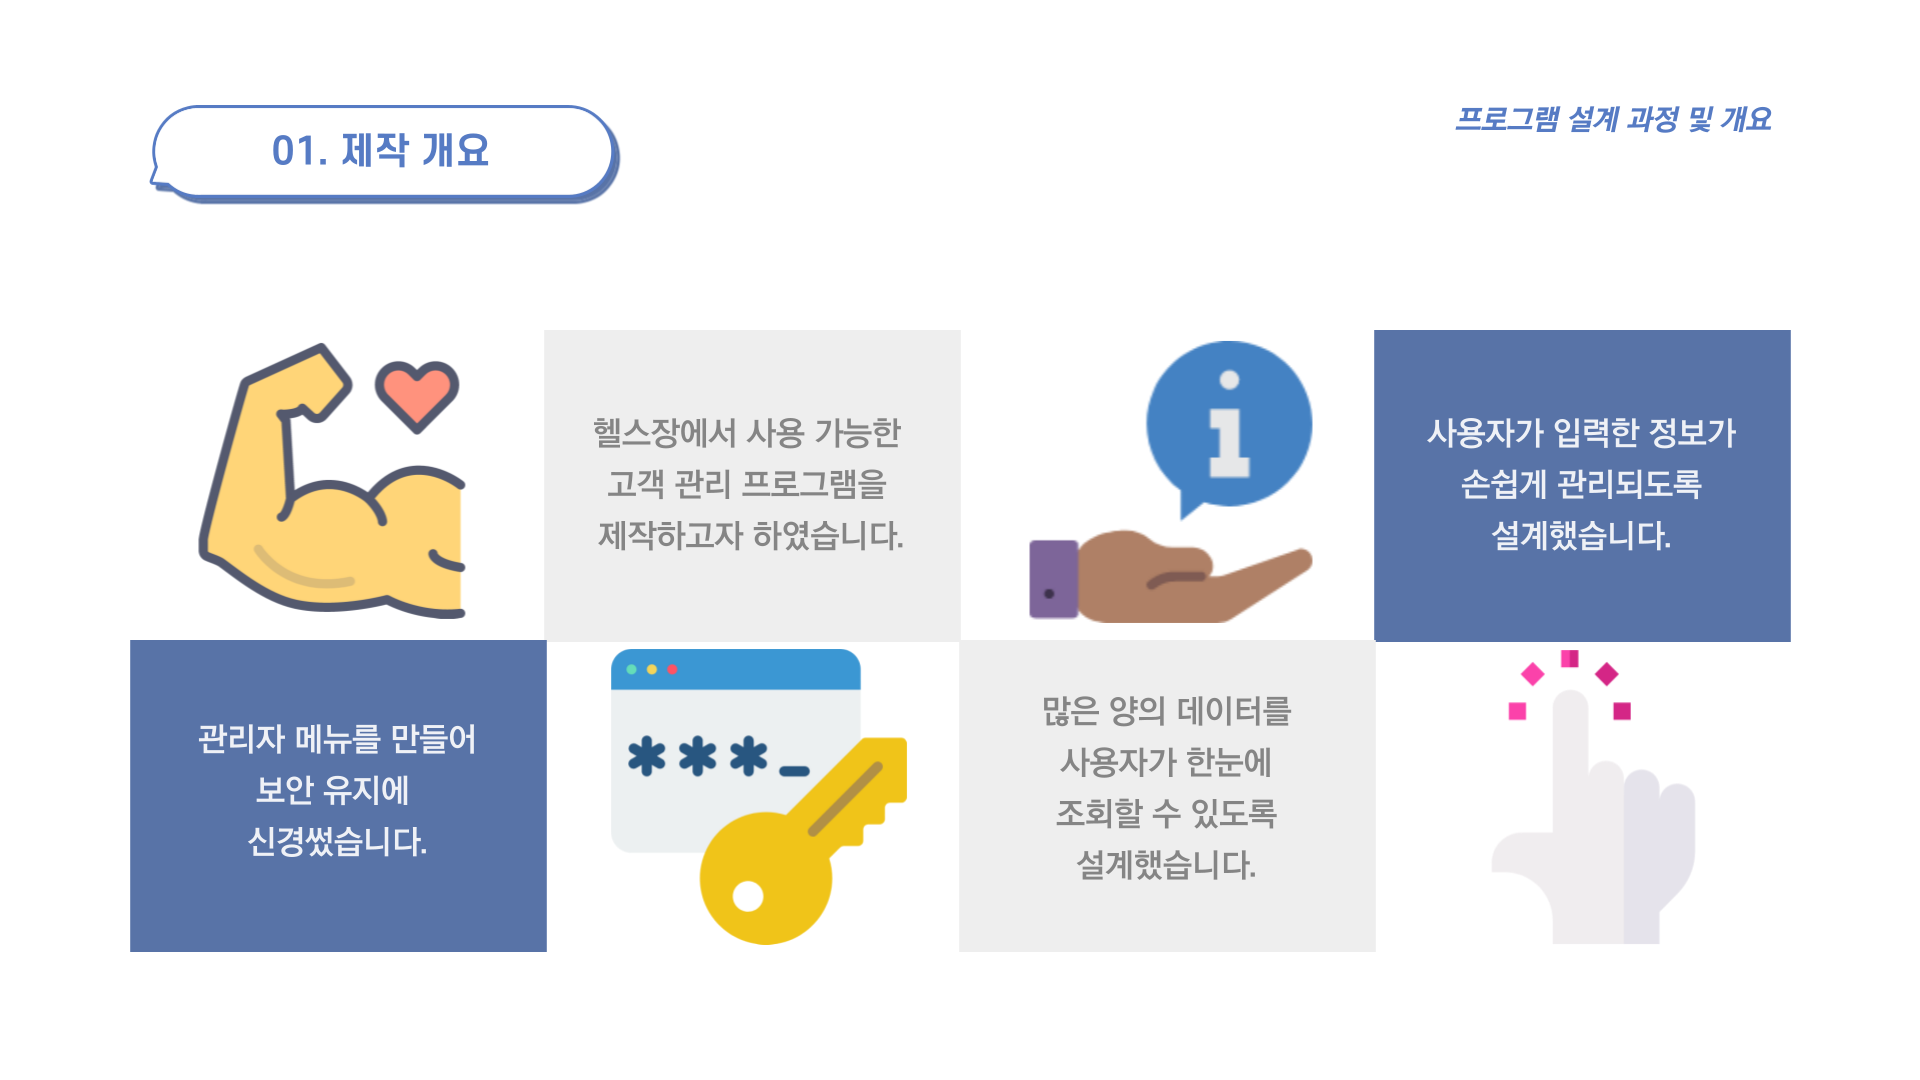 01. 제작 개요
프로그램 설계 과정 및 개요
헬스장에서 사용 가능한
고객 관리 프로그램을
제작하고자 하였습니다.
사용자가 입력한 정보가
손쉽게 관리되도록
설계했습니다.
관리자 메뉴를 만들어
보안 유지에
신경썼습니다.
***_
많은 양의 데이터를
사용자가 한눈에
조회할 수 있도록
설계했습니다.